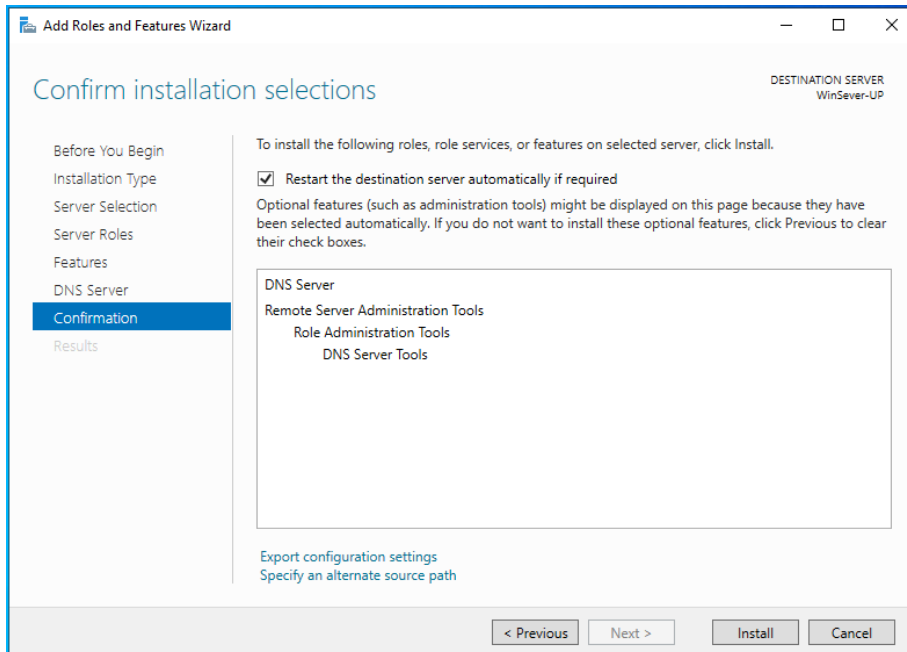 Add Roles and Features Wizard
Confirm installation selections
DESTINATION SERVER
WinSever-UP
Before You Begin
Installation Type
Server Selection
Server Roles
Features
DNS Server
Confirmation
Results
To install the following roles, role services, or features on selected server, click Install.
Restart the destination server automatically if required
Optional features (such as administration tools) might be displayed on this page because they have
been selected automatically. If you do not want to install these optional features, click Previous to clear
their check boxes.
DNS Server
Remote Server Administration Tools
Role Administration Tools
DNS Server Tools
Export configuration settings
Specify an alternate source path
< Previous
Next >
Install
Cancel